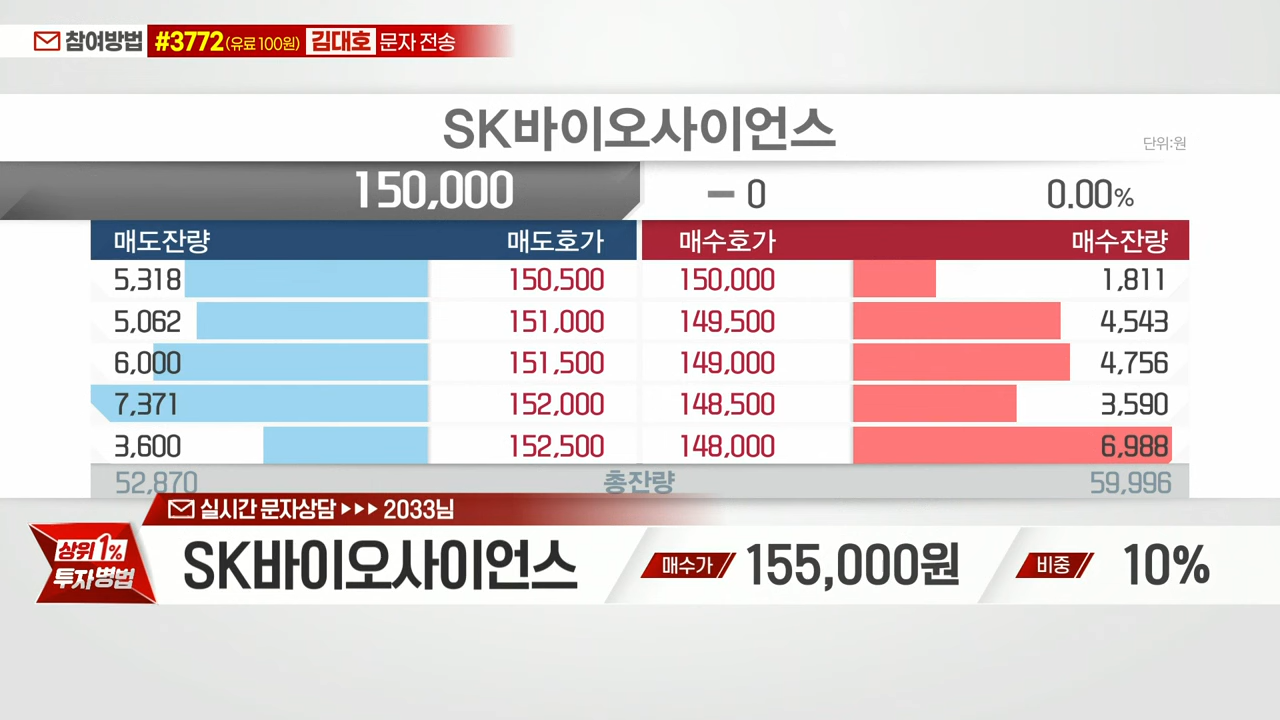 참여방법 #3772 (유료 100원) 김대호 문자 전송
SK바이오사이언스
단위:원
150,000 0 0.00%
매도잔량 매도호가 매수호가 매수잔량
5,318 150,500 150,000 1,811
5,062 151,000 149,500 4,543
6,000 151,500 149,000 4,756
7,371 152,000 148,500 3,590
3,600 152,500 148,000 6,988
52,870 총잔량 59,996
실시간 문자상담 ▶▶▶ 2033님
상위 1%
투자병법
SK바이오사이언스 매수가 155,000원 비중 10%